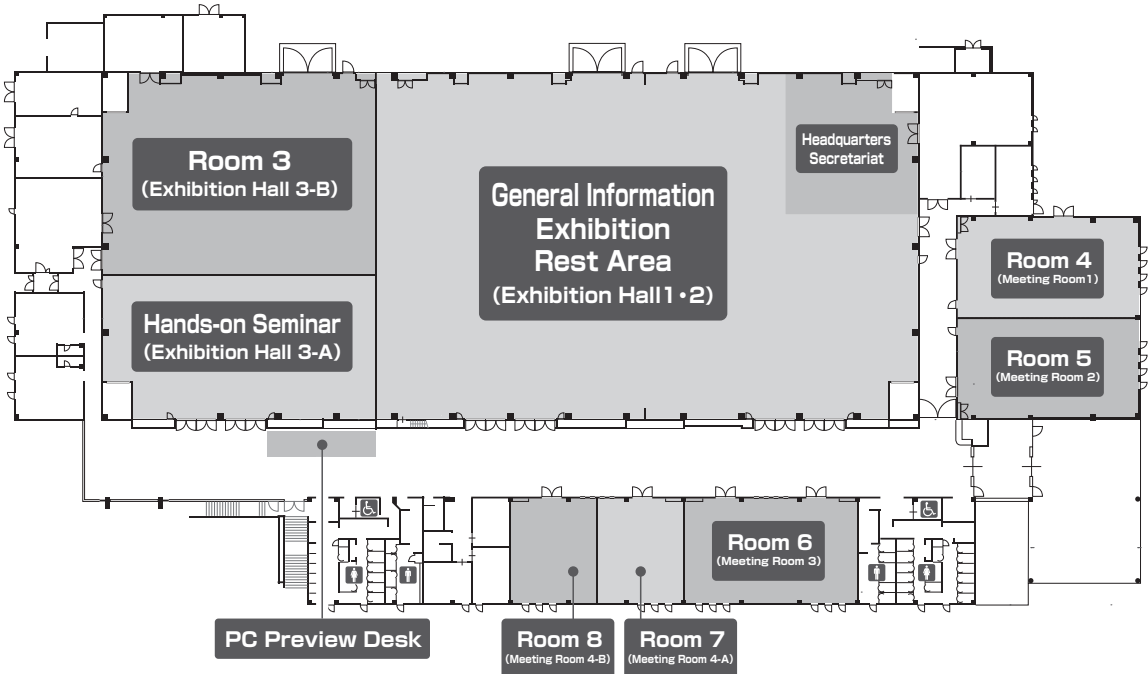 Room 3
(Exhibition Hall 3-B)
Headquarters
Secretariat
General Information
Exhibition
Rest Area
(Exhibition Hall1・2)
Room 4
(Meeting Room1)
Hands-on Seminar
(Exhibition Hall 3-A)
Room 5
(Meeting Room 2)
Room 6
(Meeting Room 3)
PC Preview Desk
Room 8
(Meeting Room 4-B)
Room 7
(Meeting Room 4-A)